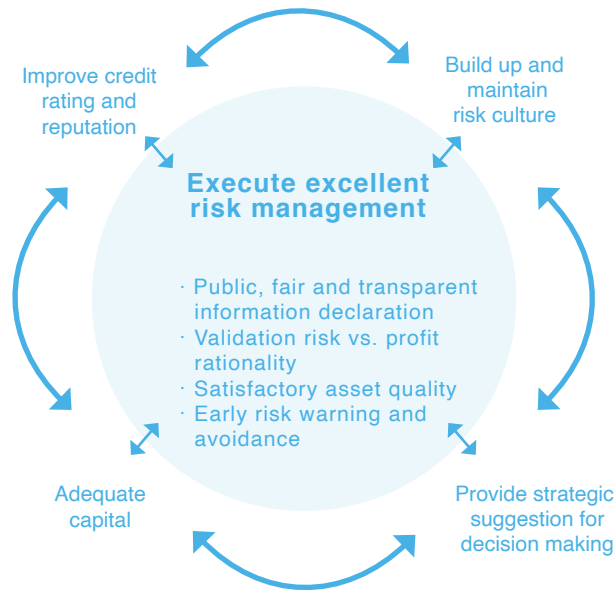 Improve credit
rating and
reputation
Build up and
maintain
risk culture
Execute excellent
risk management
· Public, fair and transparent
information declaration
· Validation risk vs. profit
rationality
· Satisfactory asset quality
· Early risk warning and
avoidance
Adequate
capital
Provide strategic
suggestion for
decision making